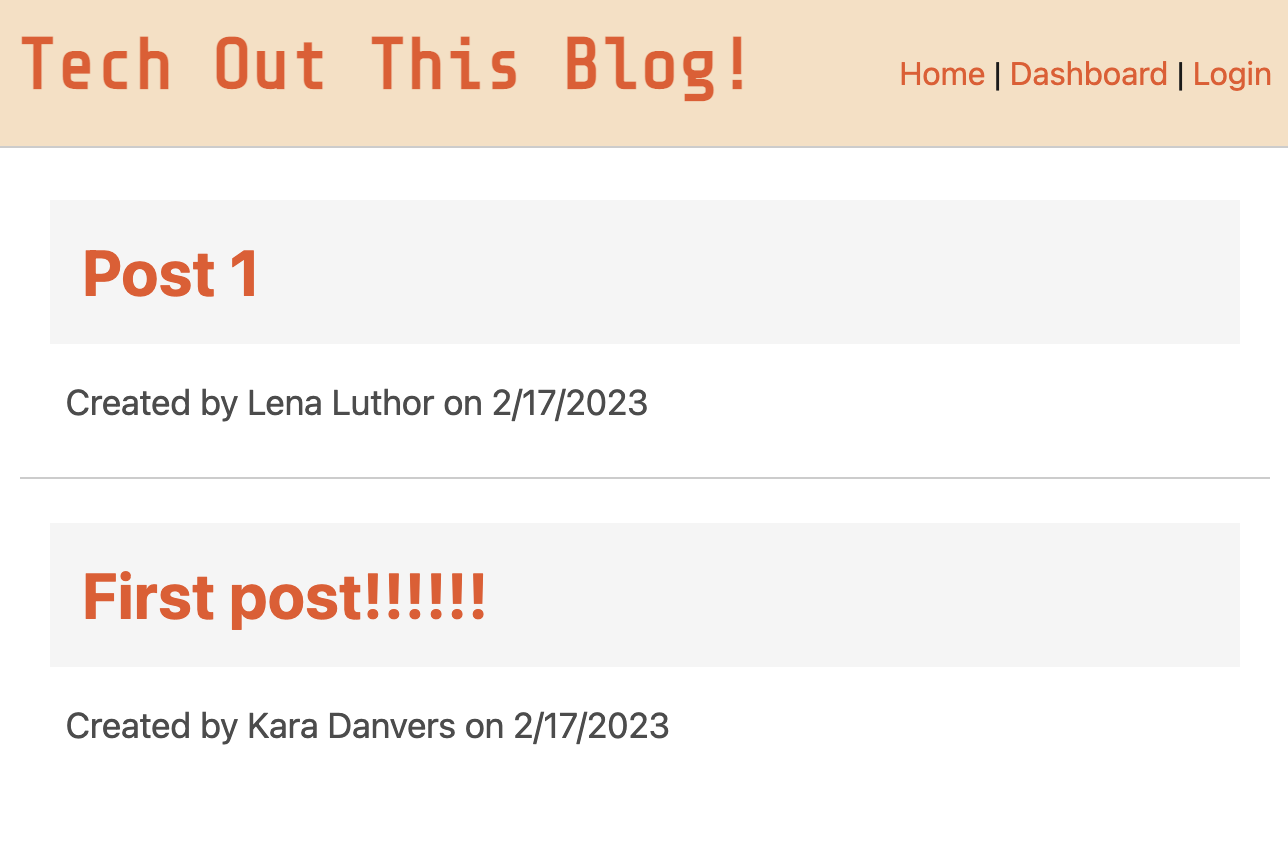 Tech Out This Blog!
Home | Dashboard | Login
Post 1
Created by Lena Luthor on 2/17/2023
First post!!!!!!
Created by Kara Danvers on 2/17/2023